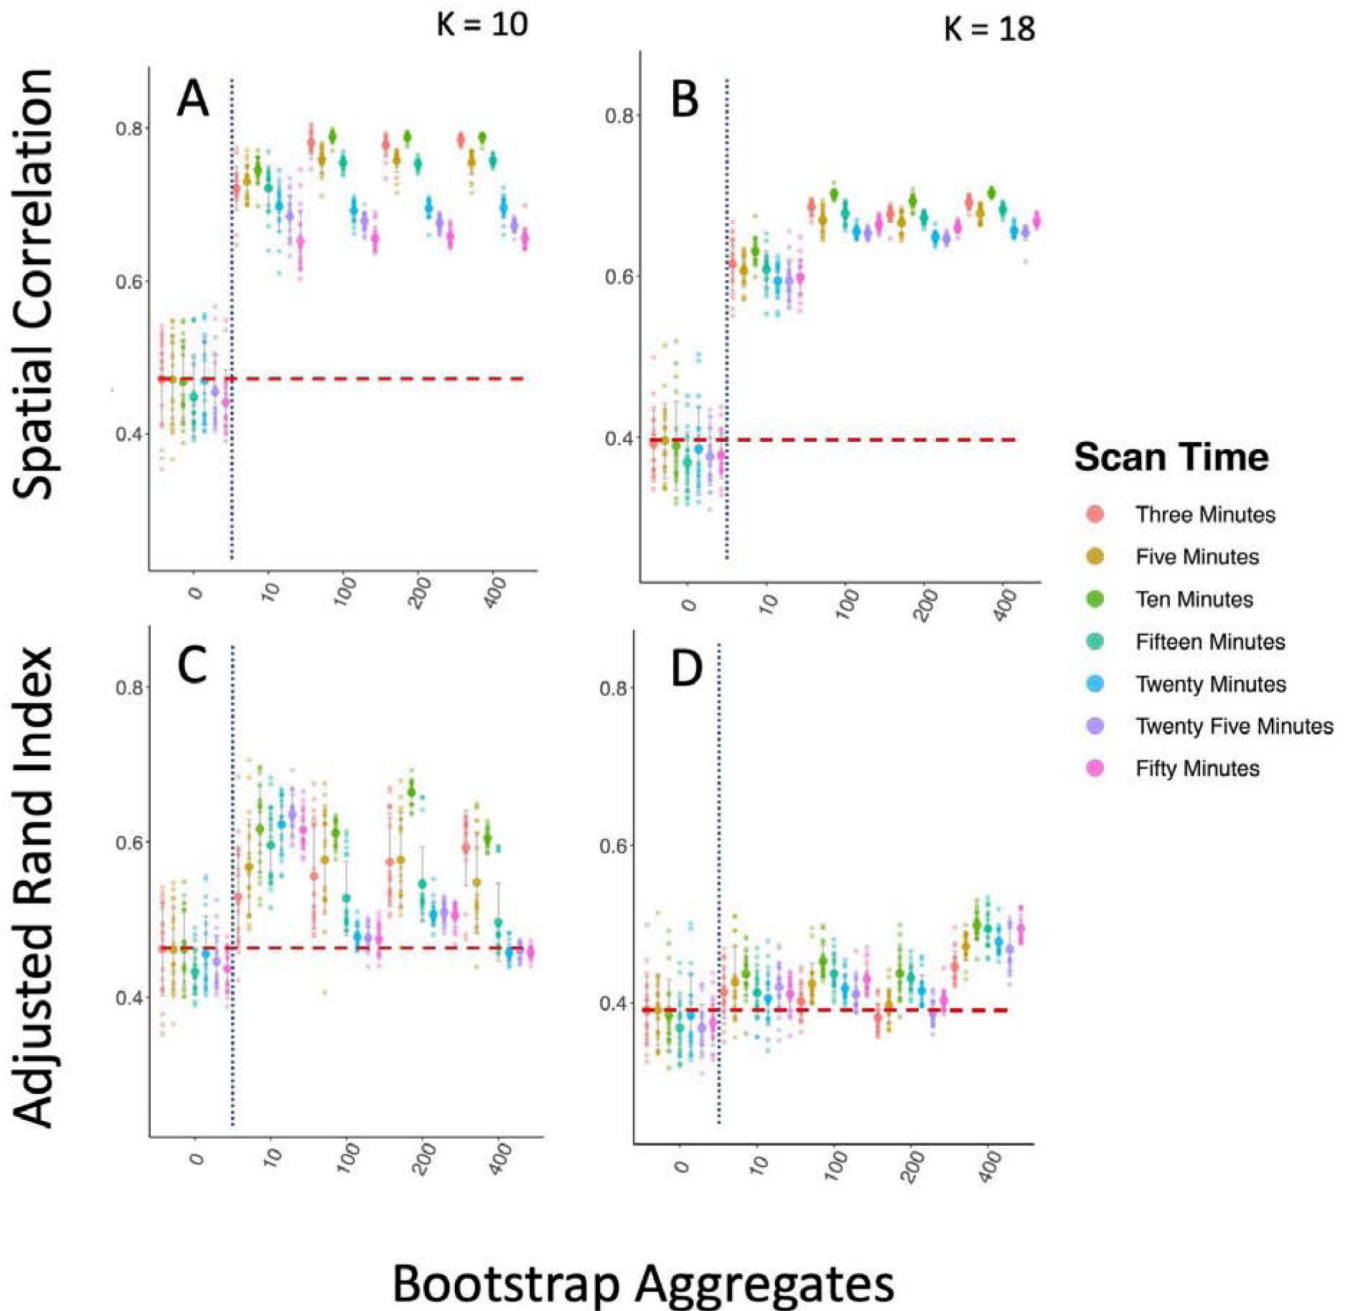 K = 10
K = 18
Spatial Correlation
A
B
0.8
0.6
0.4
0.8
0.6
0.4
0
10
100
200
400
0
10
100
200
400
Scan Time
Three Minutes
Five Minutes
Ten Minutes
Fifteen Minutes
Twenty Minutes
Twenty Five Minutes
Fifty Minutes
Adjusted Rand Index
C
D
0.8
0.6
0.4
0.8
0.6
0.4
0
10
100
200
400
0
10
100
200
400
Bootstrap Aggregates